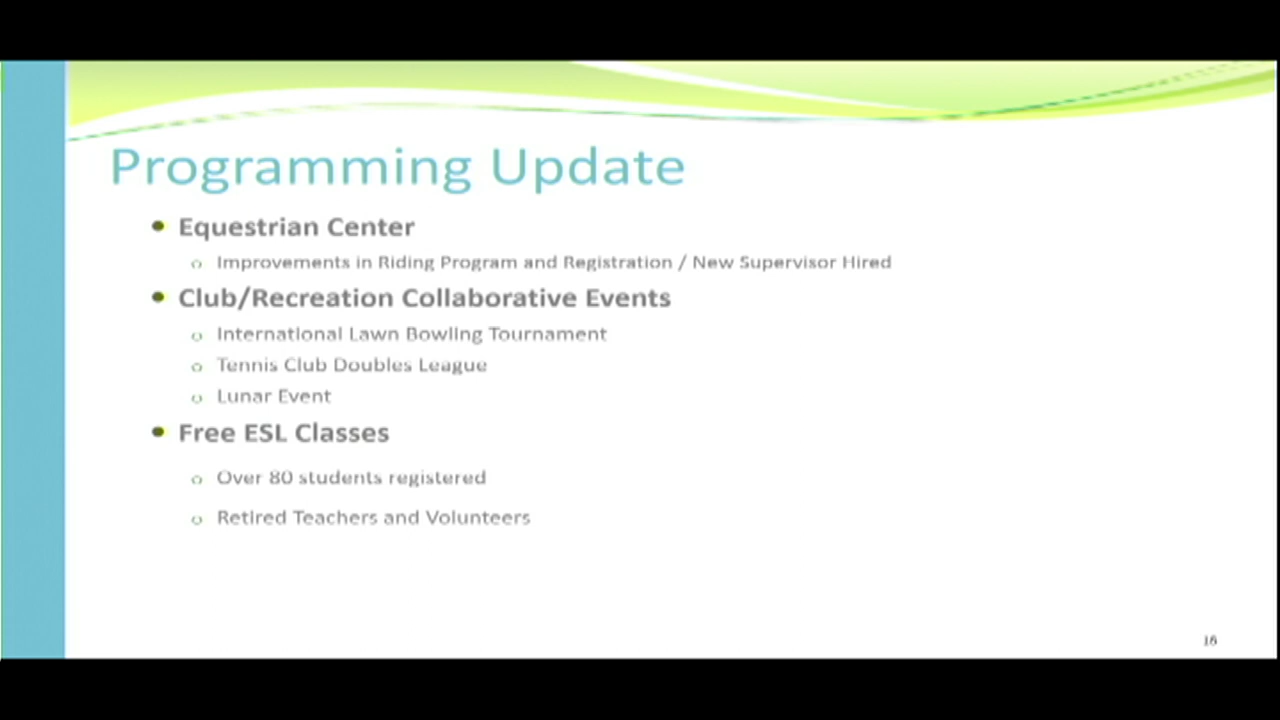 Programming Update
• Equestrian Center
o Improvements in Riding Program and Registration / New Supervisor Hired
• Club/Recreation Collaborative Events
o International Lawn Bowling Tournament
o Tennis Club Doubles League
o Lunar Event
• Free ESL Classes
o Over 80 students registered
o Retired Teachers and Volunteers